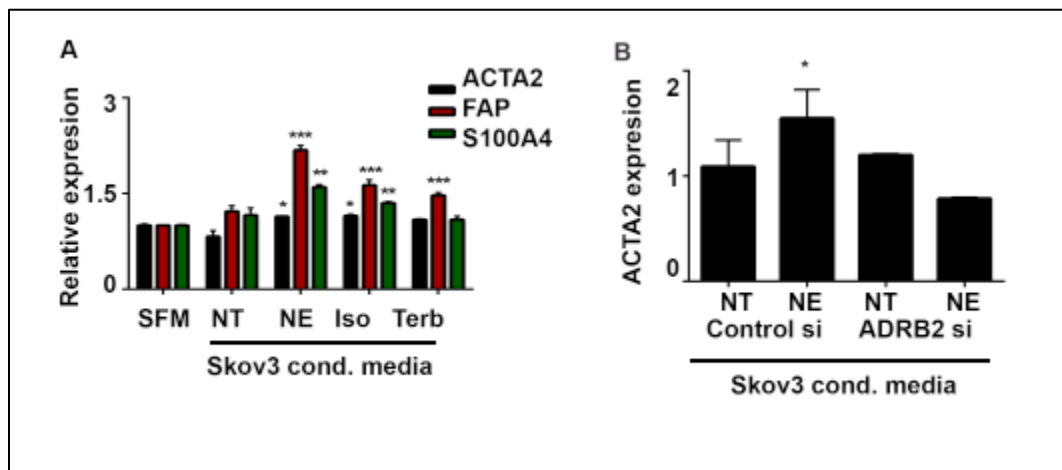 A
Relative expression
3
1.5
0
ACTA2
FAP
S100A4
*
***
**
*
***
**
***
SFM NT NE Iso Terb
Skov3 cond. media
B
ACTA2 expression
2
1
0
*
NT NE NT NE
Control si ADRB2 si
Skov3 cond. media